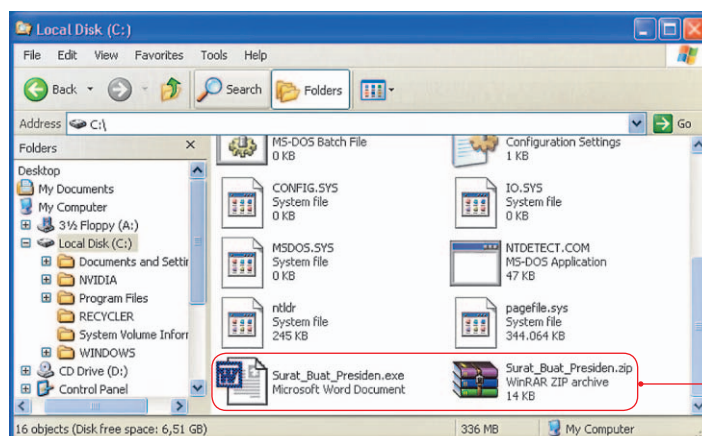 Local Disk (C:)
File Edit View Favorites Tools Help
Back Search Folders
Address C:\ Go
Folders
Desktop
My Documents
My Computer
3½ Floppy (A:)
Local Disk (C:)
Documents and Settin
NVIDIA
Program Files
RECYCLER
System Volume Inforr
WINDOWS
CD Drive (D:)
Control Panel
MS-DOS Batch File
0 KB
Configuration Settings
1 KB
CONFIG.SYS
System file
0 KB
IO.SYS
System file
0 KB
MSDOS.SYS
System file
0 KB
NTDETECT.COM
MS-DOS Application
47 KB
ntldr
System file
245 KB
pagefile.sys
System file
344.064 KB
Surat_Buat_Presiden.exe
Microsoft Word Document
Surat_Buat_Presiden.zip
WinRAR ZIP archive
14 KB
16 objects (Disk free space: 6,51 GB) 336 MB My Computer